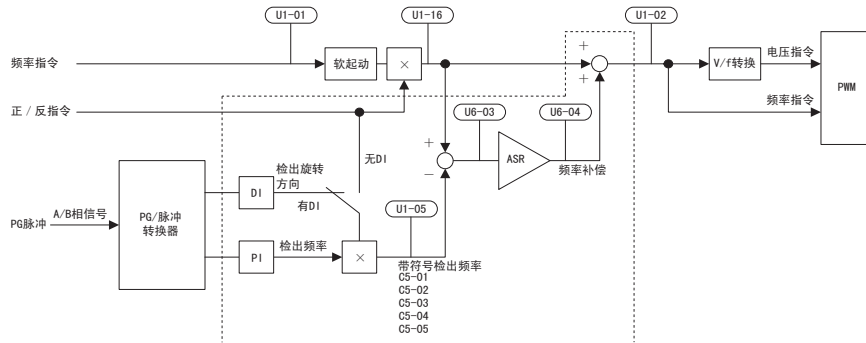 U1-01
U1-16
U1-02
频率指令
软起动
×
+
+
V/f转换
电压指令
PWM
频率指令
正/反指令
U6-03
U6-04
无DI
+
−
ASR
频率补偿
检出旋转
方向
DI
有DI
U1-05
PG脉冲
A/B相信号
PG/脉冲
转换器
PI
检出频率
×
带符号检出频率
C5-01
C5-02
C5-03
C5-04
C5-05